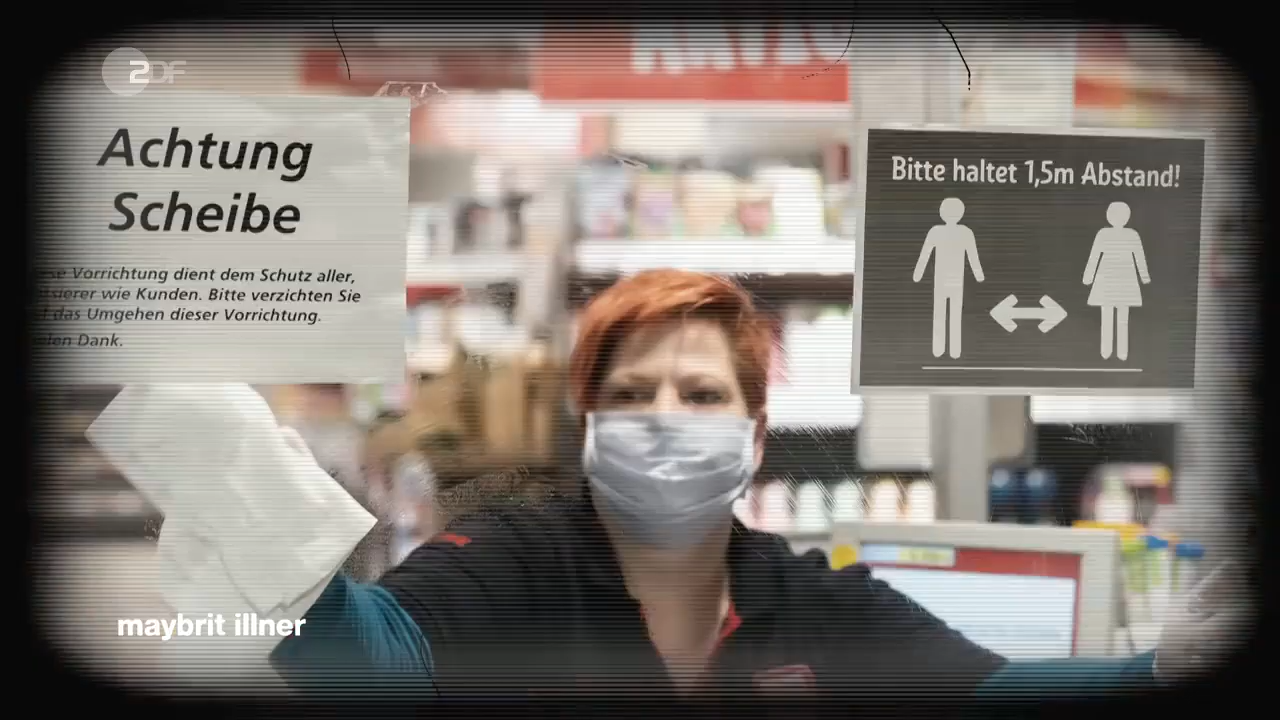 ZDF
Achtung
Scheibe
Vorrichtung dient dem Schutz aller,
wie Kunden. Bitte verzichten Sie
das Umgehen dieser Vorrichtung.
Dank.
Bitte haltet 1,5m Abstand!
maybrit illner